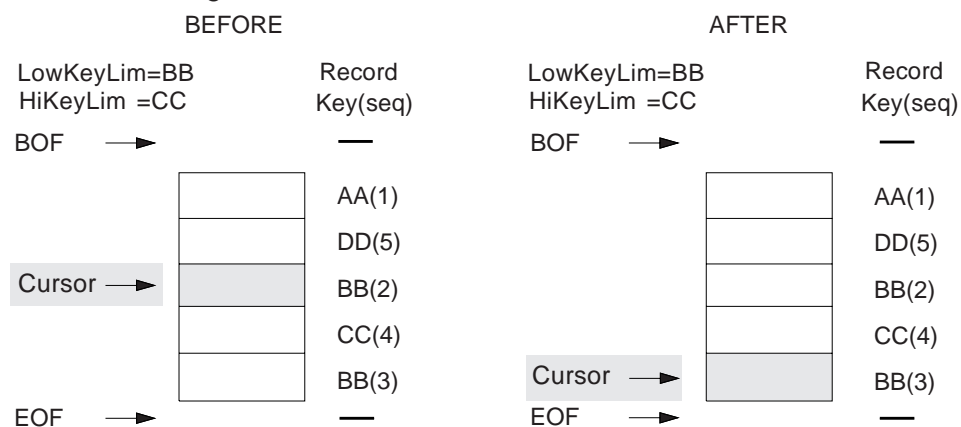 BEFORE AFTER
LowKeyLim=BB Record LowKeyLim=BB Record
HiKeyLim =CC Key(seq) HiKeyLim =CC Key(seq)
BOF — BOF —
AA(1) AA(1)
DD(5) DD(5)
Cursor BB(2) BB(2)
CC(4) CC(4)
BB(3) Cursor BB(3)
EOF — EOF —